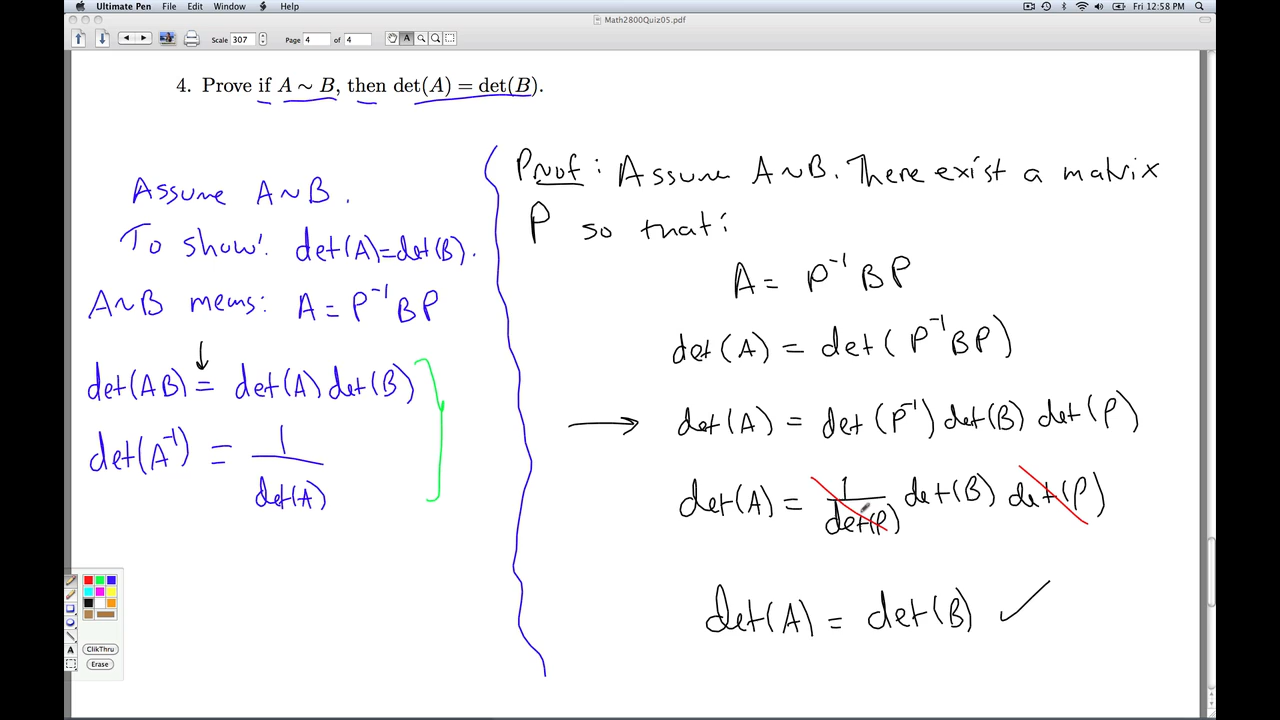 Ultimate Pen File Edit Window Help Fri 12:58 PM
Math2800Quiz05.pdf
Scale 307 Page 4 of 4 A
4. Prove if A ∼ B, then det(A) = det(B).
Assume A~B.
To show: det(A)=det(B).
A~B means: A = P⁻¹BP
det(AB) = det(A) det(B)
det(A⁻¹) = 1/det(A)
Proof: Assume A~B. There exist a matrix
P so that:
A = P⁻¹BP
det(A) = det(P⁻¹BP)
det(A) = det(P⁻¹) det(B) det(P)
det(A) = 1/det(P) det(B) det(P)
det(A) = det(B) ✓
A
ClikThru
Erase